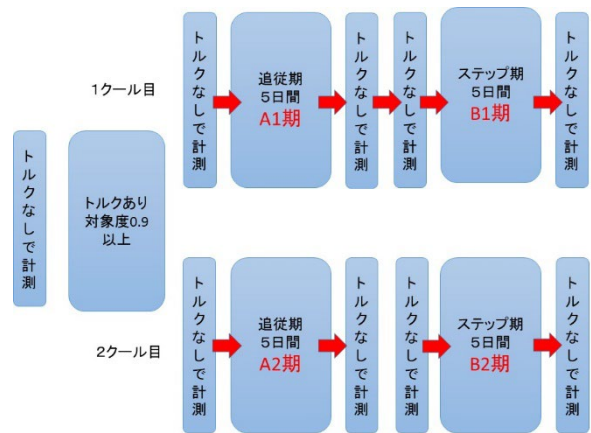 1クール目
トルクなしで計測
追従期
5日間
A1期
トルクなしで計測
トルクなしで計測
ステップ期
5日間
B1期
トルクなしで計測
トルクなしで計測
トルクあり
対象度0.9
以上
2クール目
トルクなしで計測
追従期
5日間
A2期
トルクなしで計測
トルクなしで計測
ステップ期
5日間
B2期
トルクなしで計測